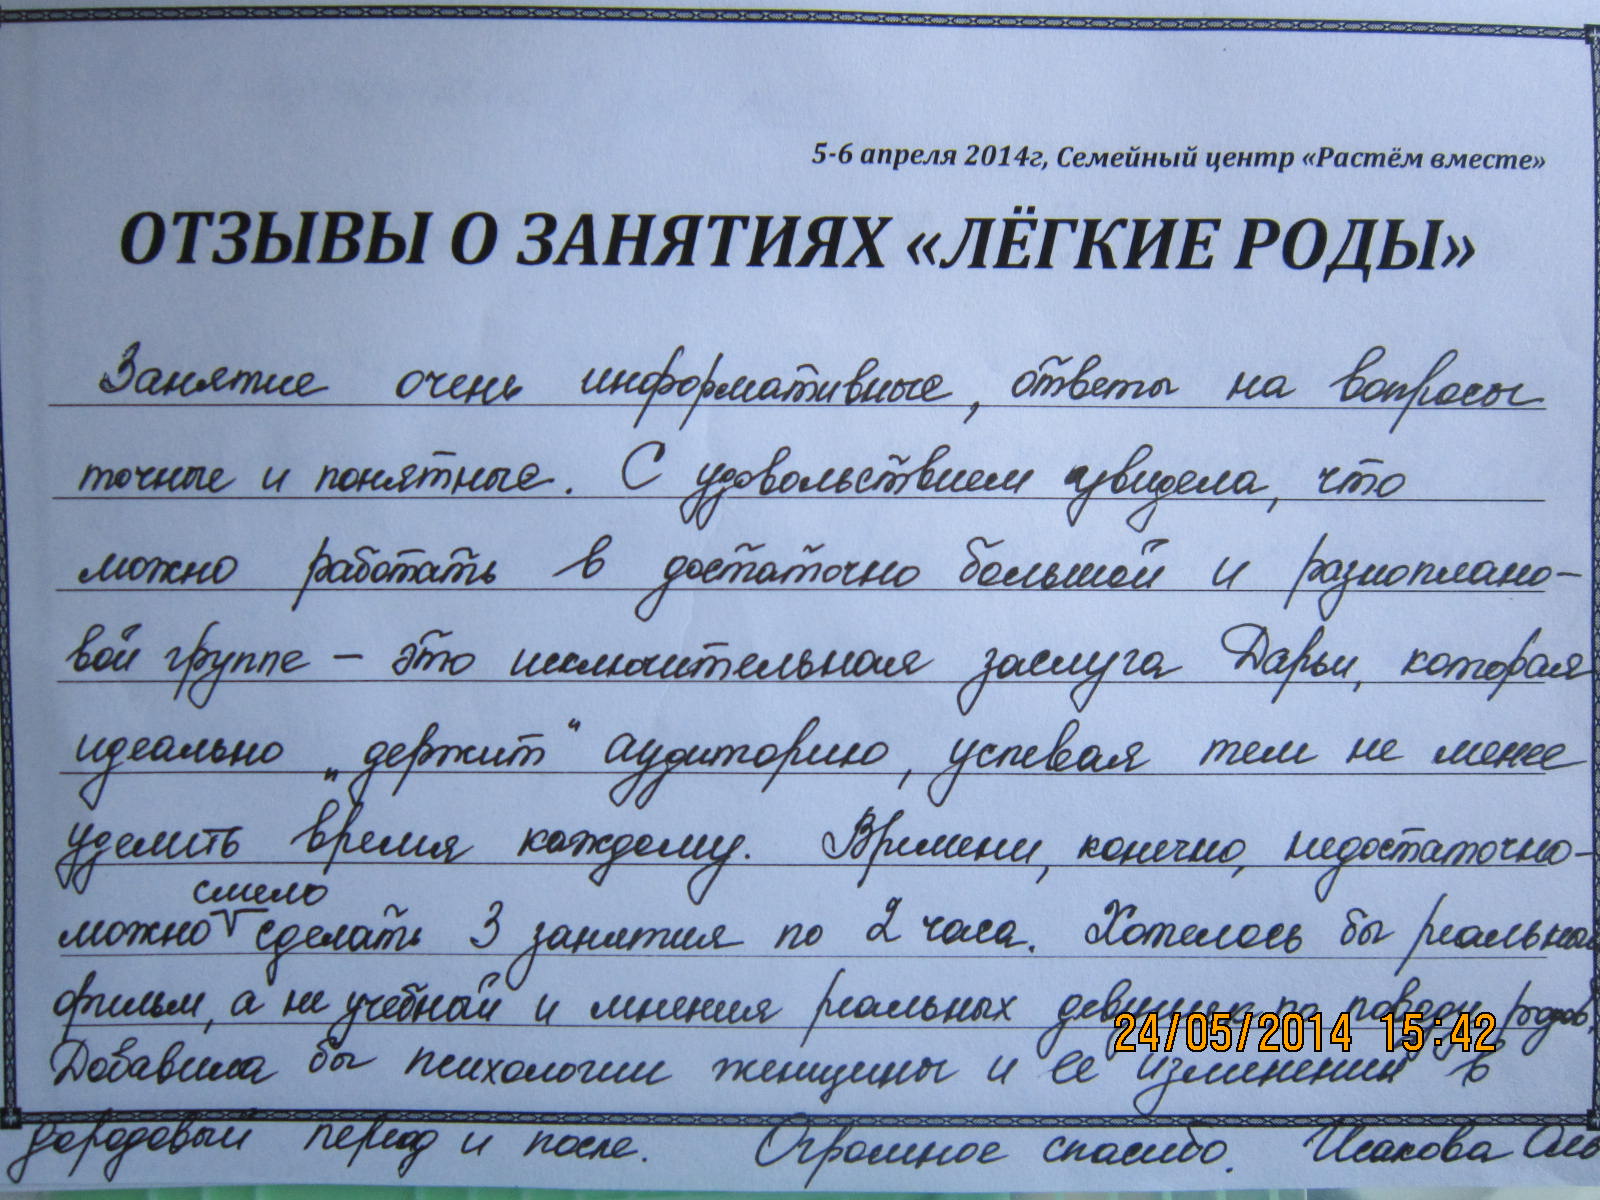 5-6 апреля 2014г, Семейный центр «Растём вместе»
ОТЗЫВЫ О ЗАНЯТИЯХ «ЛЁГКИЕ РОДЫ»
Занятие очень информативные, ответы на вопросы
точные и понятные. С удовольствием увидела, что
можно работать в достаточно большой и разнопланo-
вой группе – это исключительная заслуга Дарьи, которая
идеально „держит“ аудиторию, успевая тем не менее
уделить время каждому. Времени, конечно, недостаточно–
смело
можно сделать 3 занятия по 2 часа. Хотелось бы реальный
фильм, а не учебный и мнения реальных девушек по поводу родов.
24/05/2014 15:42
Добавила бы психологии женщины и ее изменений в
дородовый период и после. Огромное спасибо. Исакова